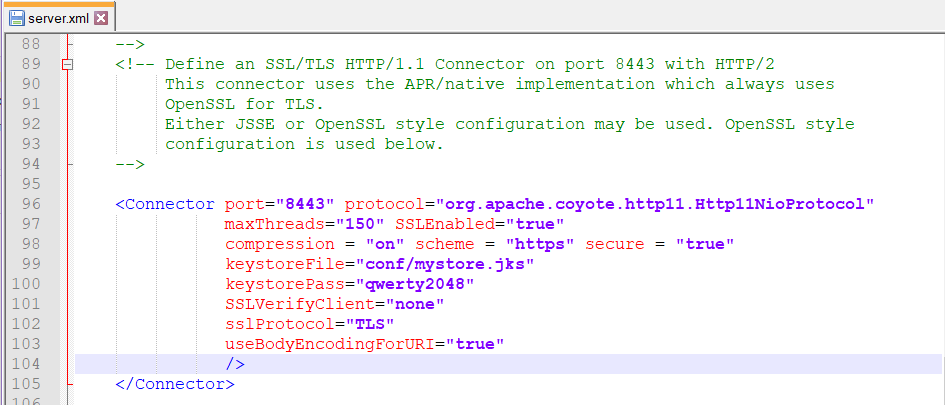 server.xml
88 -->
89 <!-- Define an SSL/TLS HTTP/1.1 Connector on port 8443 with HTTP/2
90 This connector uses the APR/native implementation which always uses
91 OpenSSL for TLS.
92 Either JSSE or OpenSSL style configuration may be used. OpenSSL style
93 configuration is used below.
94 -->
95
96 <Connector port="8443" protocol="org.apache.coyote.http11.Http11NioProtocol"
97 maxThreads="150" SSLEnabled="true"
98 compression = "on" scheme = "https" secure = "true"
99 keystoreFile="conf/mystore.jks"
100 keystorePass="qwerty2048"
101 SSLVerifyClient="none"
102 sslProtocol="TLS"
103 useBodyEncodingForURI="true"
104 />
105 </Connector>
106